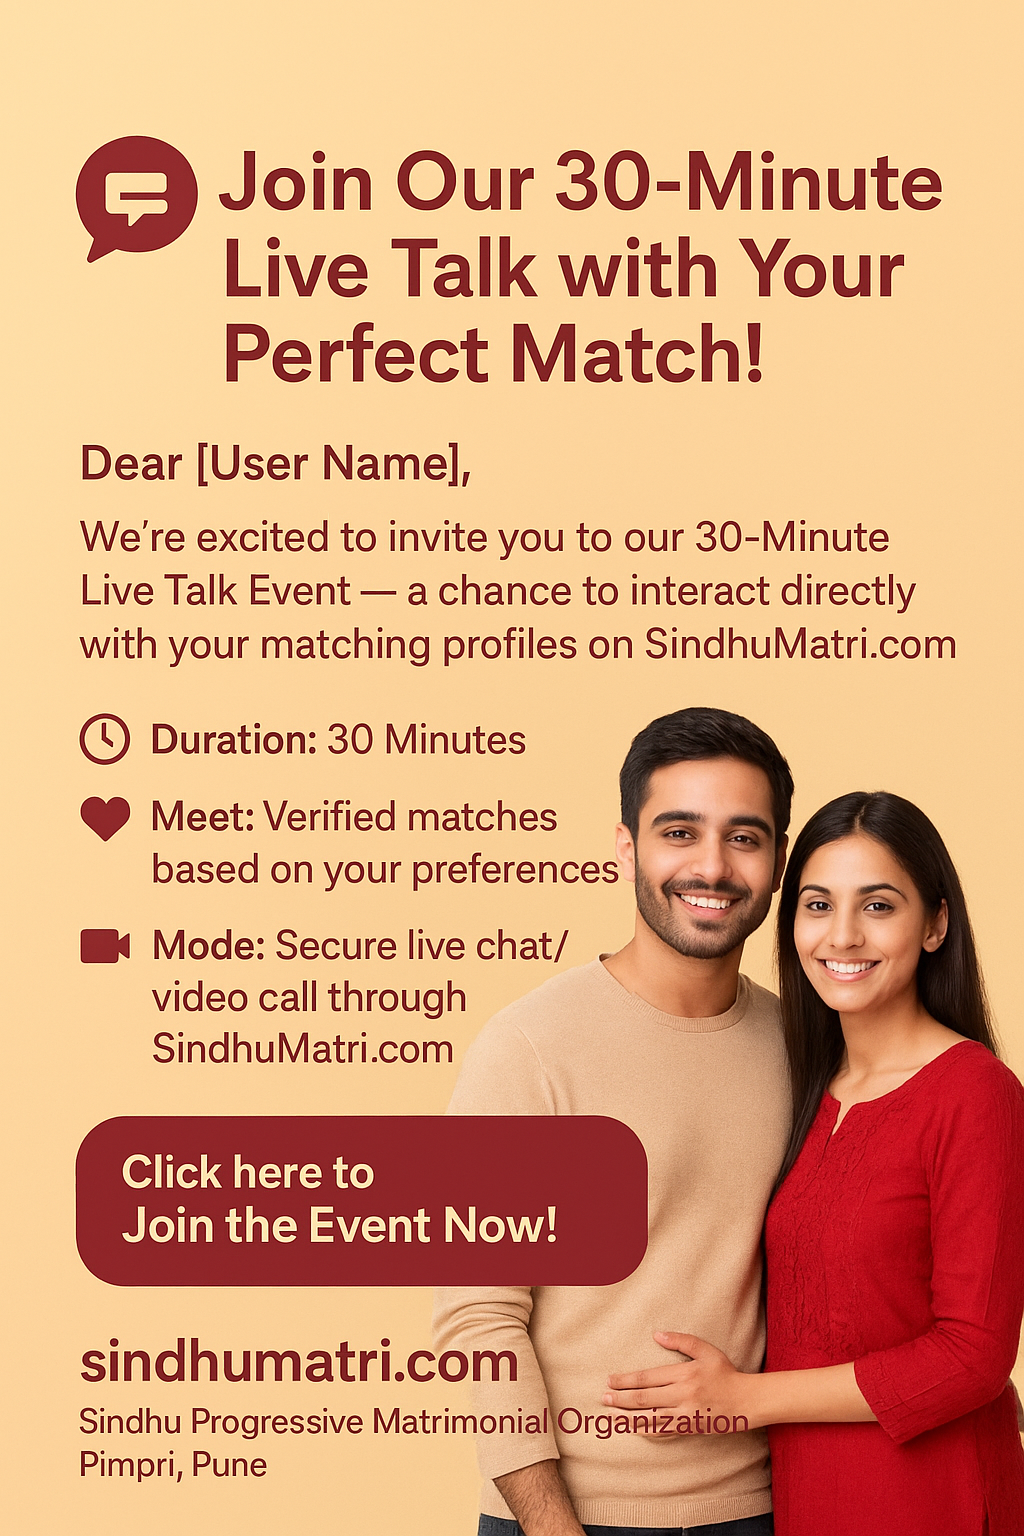 Join Our 30-Minute
Live Talk with Your
Perfect Match!
Dear [User Name],
We’re excited to invite you to our 30-Minute
Live Talk Event — a chance to interact directly
with your matching profiles on SindhuMatri.com
Duration: 30 Minutes
Meet: Verified matches
based on your preferences
Mode: Secure live chat/
video call through
SindhuMatri.com
Click here to
Join the Event Now!
sindhumatri.com
Sindhu Progressive Matrimonial Organization
Pimpri, Pune